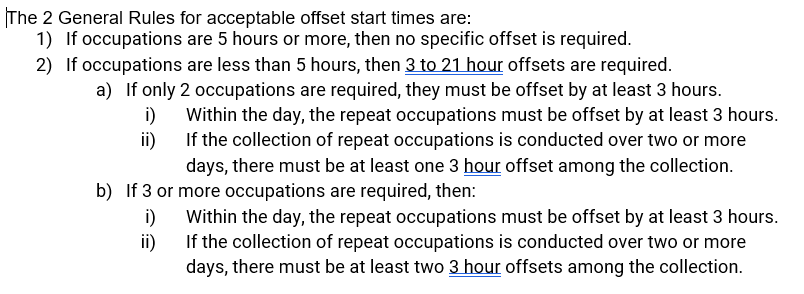 The 2 General Rules for acceptable offset start times are:
1) If occupations are 5 hours or more, then no specific offset is required.
2) If occupations are less than 5 hours, then 3 to 21 hour offsets are required.
a) If only 2 occupations are required, they must be offset by at least 3 hours.
i) Within the day, the repeat occupations must be offset by at least 3 hours.
ii) If the collection of repeat occupations is conducted over two or more
days, there must be at least one 3 hour offset among the collection.
b) If 3 or more occupations are required, then:
i) Within the day, the repeat occupations must be offset by at least 3 hours.
ii) If the collection of repeat occupations is conducted over two or more
days, there must be at least two 3 hour offsets among the collection.